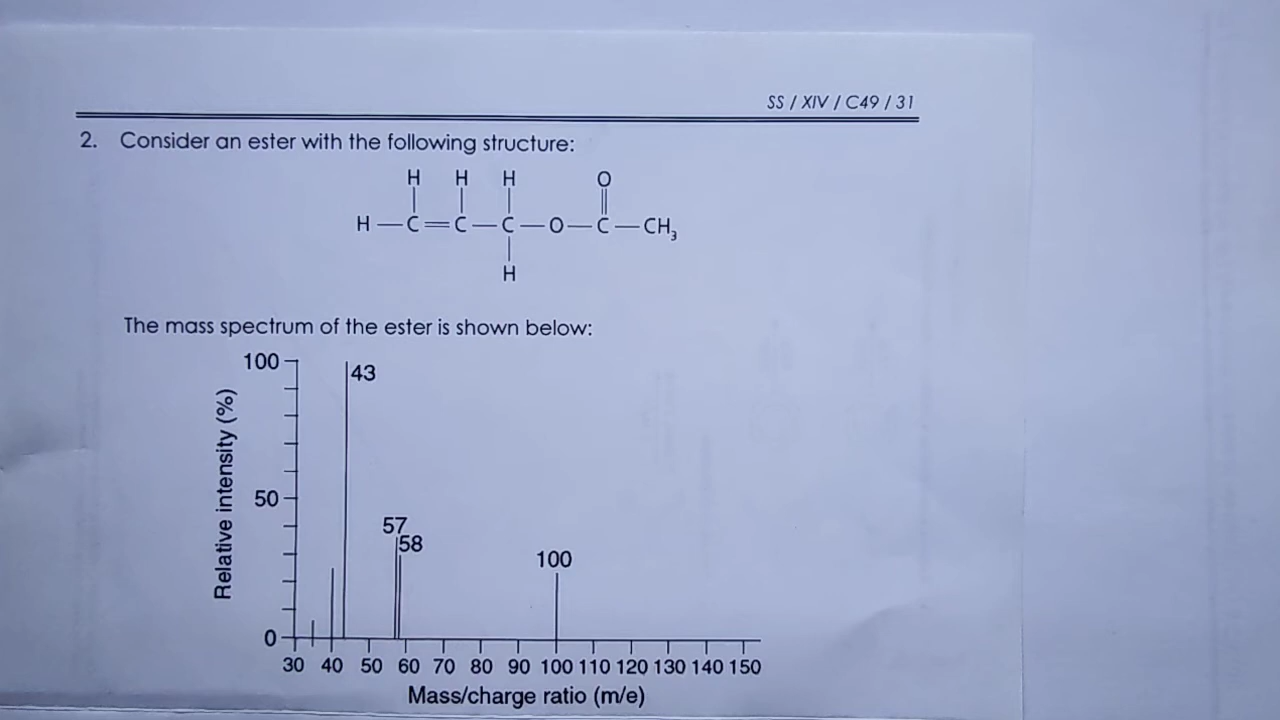 SS / XIV / C49 / 31
2. Consider an ester with the following structure:
H H H O
H — C = C — C — O — C — CH₃
H
The mass spectrum of the ester is shown below:
100
43
50
57
58
100
0
30 40 50 60 70 80 90 100 110 120 130 140 150
Relative intensity (%)
Mass/charge ratio (m/e)